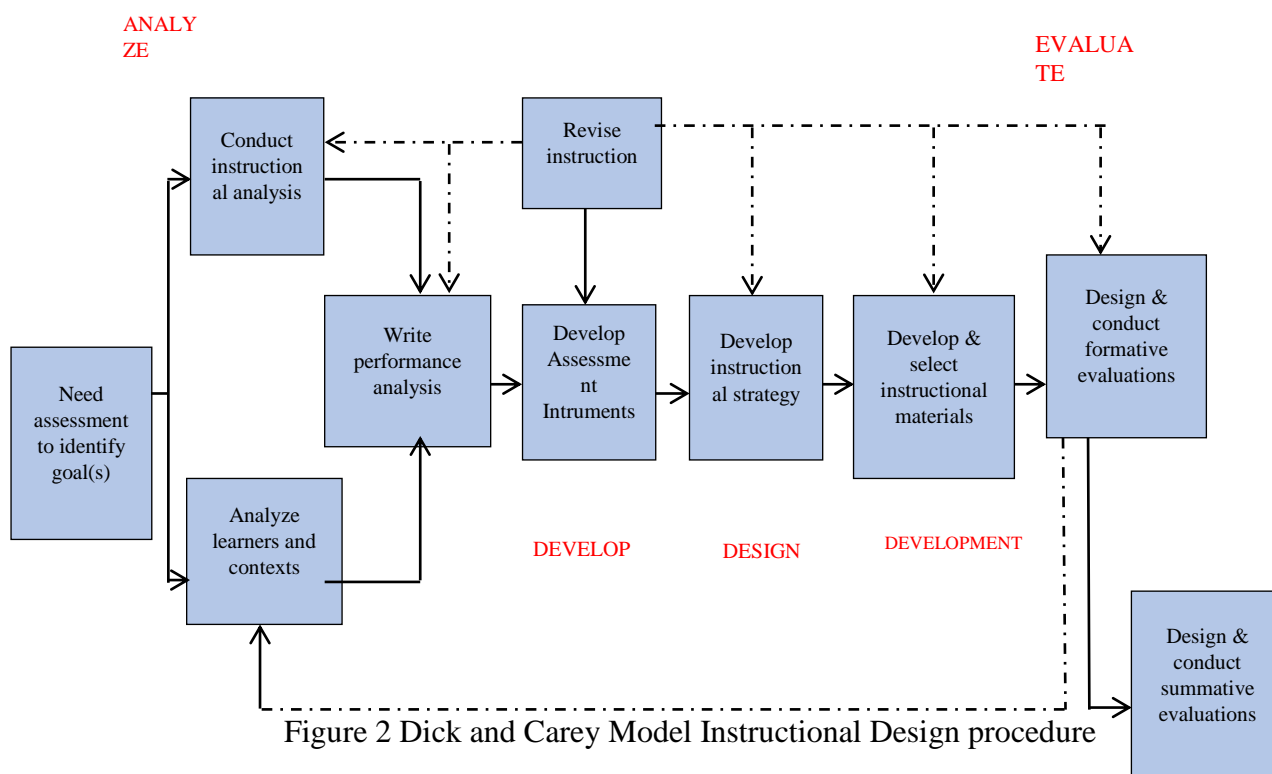 ANALY
ZE
EVALUA
TE
Conduct
instruction
al analysis
Revise
instruction
Need
assessment
to identify
goal(s)
Write
performance
analysis
Develop
Assessme
nt
Intruments
Develop
instruction
al strategy
Develop &
select
instructional
materials
Design &
conduct
formative
evaluations
Analyze
learners and
contexts
DEVELOP
DESIGN
DEVELOPMENT
Design &
conduct
summative
evaluations
Figure 2 Dick and Carey Model Instructional Design procedure